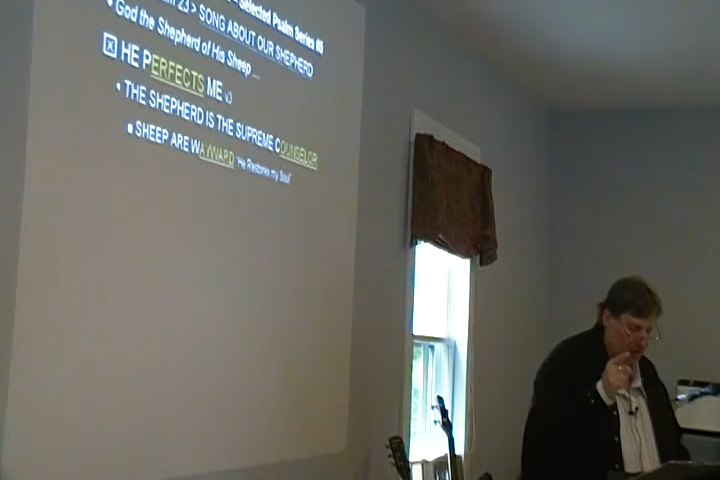 Selected Psalm Series
23 > SONG ABOUT OUR SHEPHERD
• God the Shepherd of His Sheep ...
HE PERFECTS ME v3
• THE SHEPHERD IS THE SUPREME COUNSELOR
SHEEP ARE WAYWARD "He Restores my Soul"